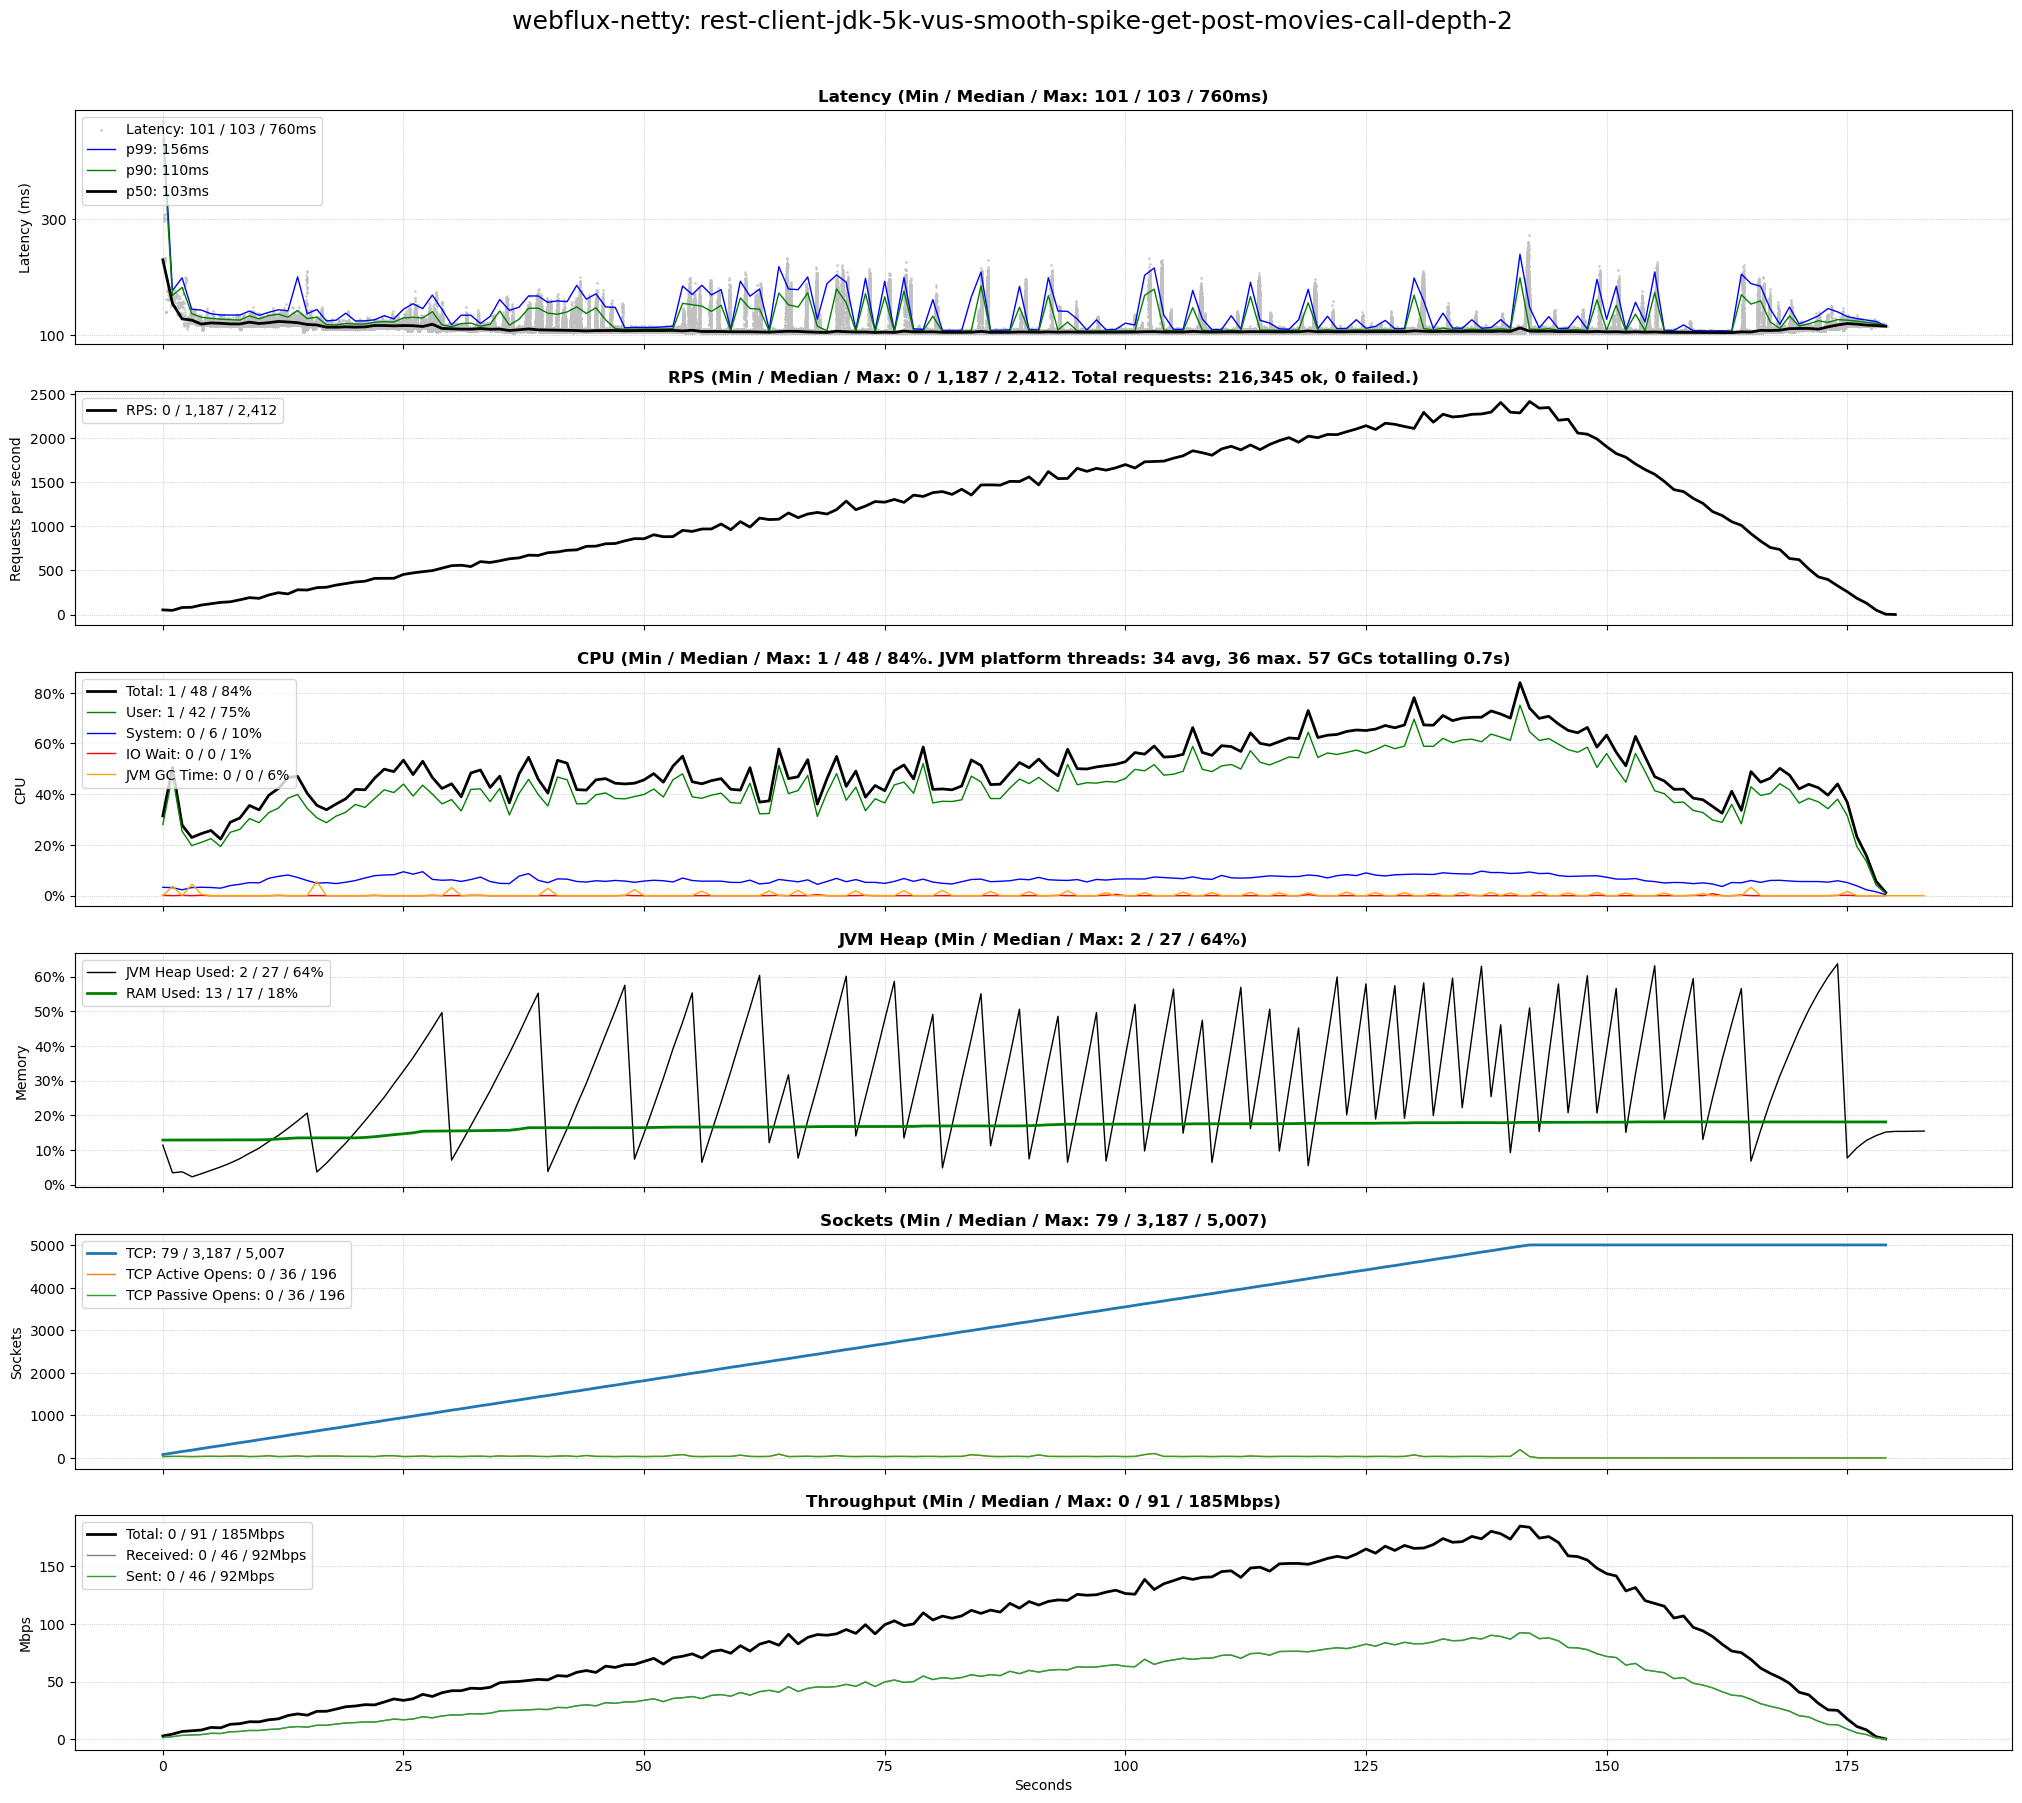 webflux-netty: rest-client-jdk-5k-vus-smooth-spike-get-post-movies-call-depth-2
Latency (Min / Median / Max: 101 / 103 / 760ms)
Latency: 101 / 103 / 760ms
p99: 156ms
p90: 110ms
p50: 103ms
Latency (ms)
300
100
RPS (Min / Median / Max: 0 / 1,187 / 2,412. Total requests: 216,345 ok, 0 failed.)
RPS: 0 / 1,187 / 2,412
Requests per second
2500
2000
1500
1000
500
0
CPU (Min / Median / Max: 1 / 48 / 84%. JVM platform threads: 34 avg, 36 max. 57 GCs totalling 0.7s)
Total: 1 / 48 / 84%
User: 1 / 42 / 75%
System: 0 / 6 / 10%
IO Wait: 0 / 0 / 1%
JVM GC Time: 0 / 0 / 6%
CPU
80%
60%
40%
20%
0%
JVM Heap (Min / Median / Max: 2 / 27 / 64%)
JVM Heap Used: 2 / 27 / 64%
RAM Used: 13 / 17 / 18%
Memory
60%
50%
40%
30%
20%
10%
0%
Sockets (Min / Median / Max: 79 / 3,187 / 5,007)
TCP: 79 / 3,187 / 5,007
TCP Active Opens: 0 / 36 / 196
TCP Passive Opens: 0 / 36 / 196
Sockets
5000
4000
3000
2000
1000
0
Throughput (Min / Median / Max: 0 / 91 / 185Mbps)
Total: 0 / 91 / 185Mbps
Received: 0 / 46 / 92Mbps
Sent: 0 / 46 / 92Mbps
Mbps
150
100
50
0
0 25 50 75 100 125 150 175
Seconds